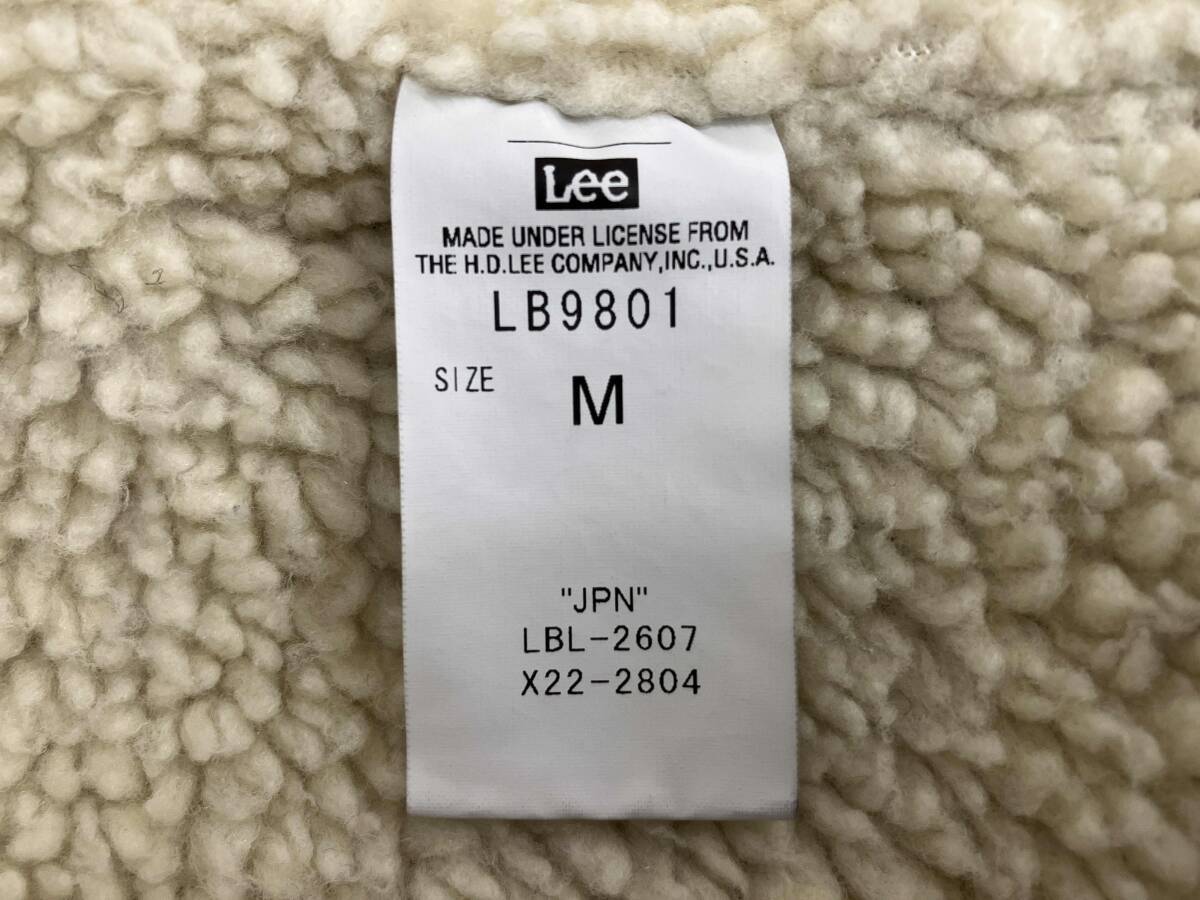 Lee
MADE UNDER LICENSE FROM
THE H.D.LEE COMPANY,INC.,U.S.A.
LB9801
SIZE M
"JPN"
LBL-2607
X22-2804